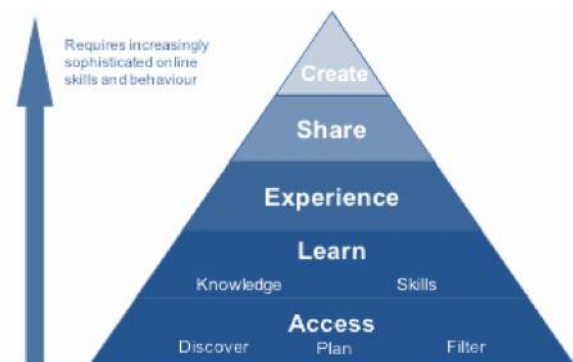 Requires increasingly
sophisticated online
skills and behaviour
Create
Share
Experience
Learn
Knowledge Skills
Access
Discover Plan Filter